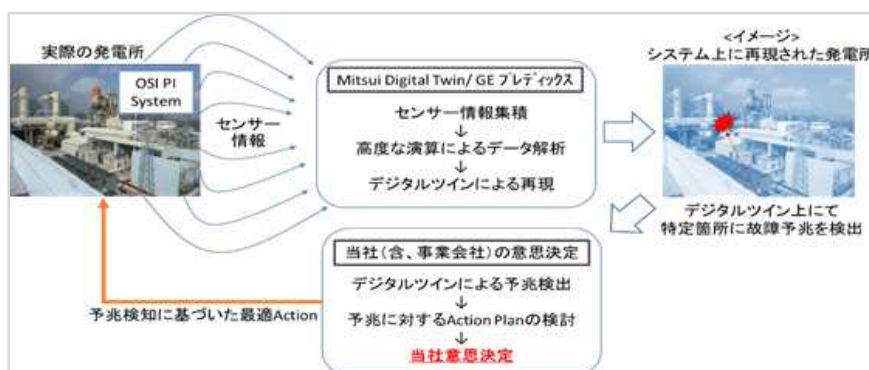 実際の発電所
OSI PI
System
センサー
情報
Mitsui Digital Twin/ GE プレディックス
センサー情報集積
↓
高度な演算によるデータ解析
↓
デジタルツインによる再現
<イメージ>
システム上に再現された発電所
デジタルツイン上にて
特定箇所に故障予兆を検出
当社(含、事業会社)の意思決定
デジタルツインによる予兆検出
↓
予兆に対するAction Planの検討
↓
当社意思決定
予兆検知に基づいた最適Action